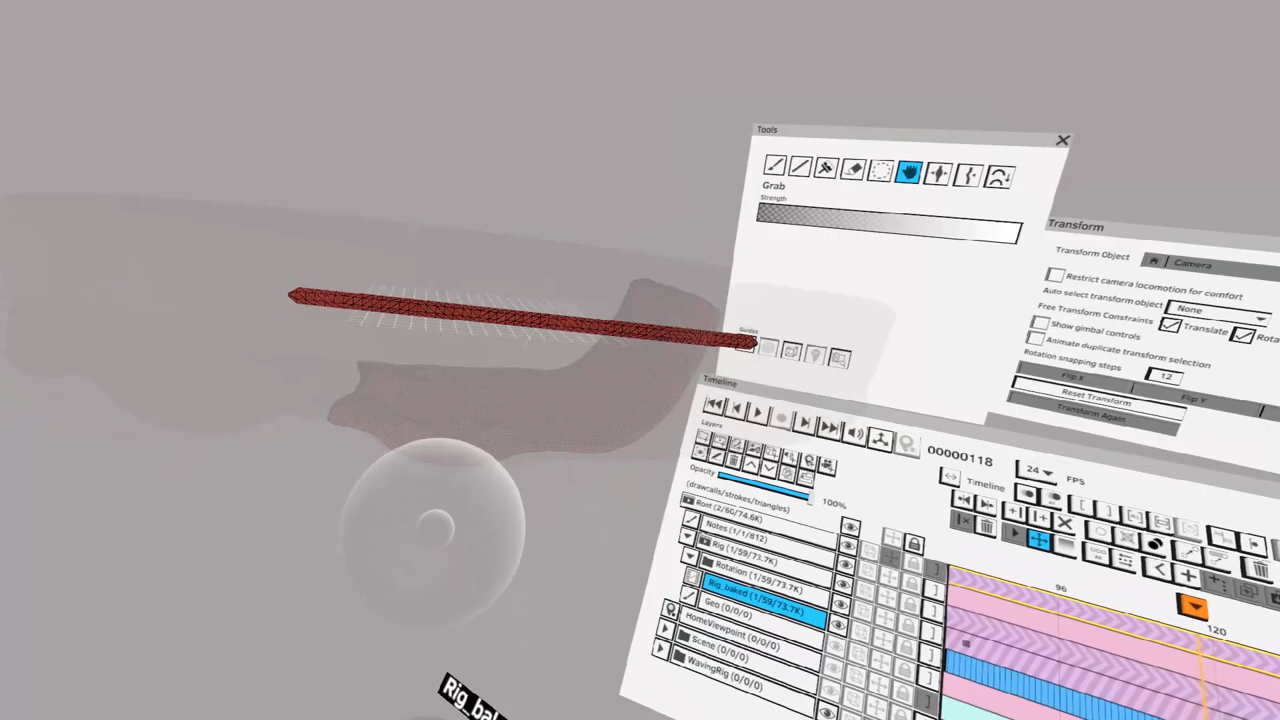 Tools
Grab
Strength
Guides
Transform
Transform Object
Camera
Restrict camera locomotion for comfort
Auto select transform object
None
Free Transform Constraints
Translate
Rota
Show gimbal controls
Animate duplicate transform selection
Rotation snapping steps
12
Flip X
Flip Y
Reset Transform
Transform Again
Timeline
Layers
00000118
24
FPS
Timeline
Opacity
100%
(drawcalls/strokes/triangles)
Root (2/60/74.6K)
Notes (1/1/812)
Rig (1/59/73.7K)
Rotation (1/59/73.7K)
Rig_baked (1/59/73.7K)
Geo (0/0/0)
HomeViewpoint (0/0/0)
Scene (0/0/0)
WavingRig (0/0/0)
96
120
Rig_bak